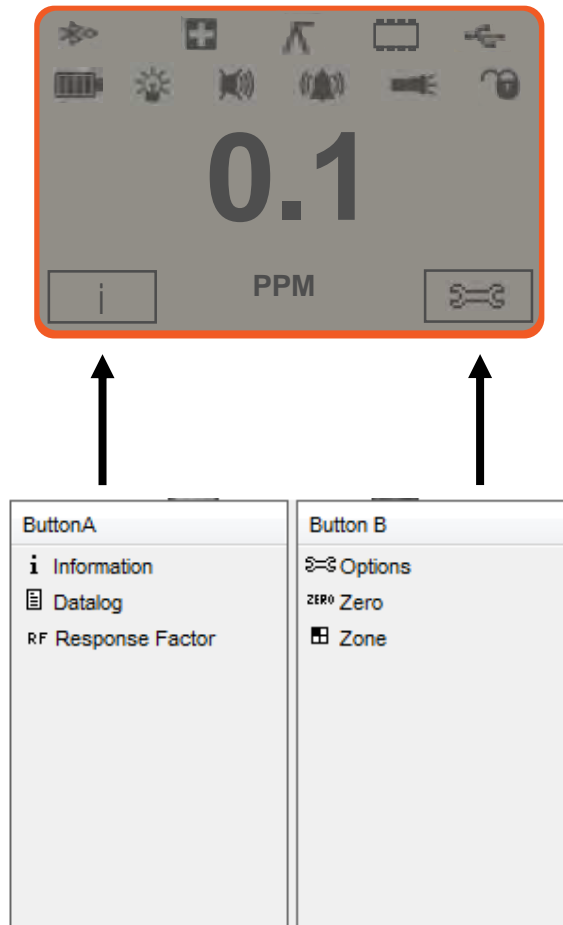 0.1
PPM
i
ButtonA
i Information
Datalog
RF Response Factor
Button B
Options
ZERO Zero
Zone